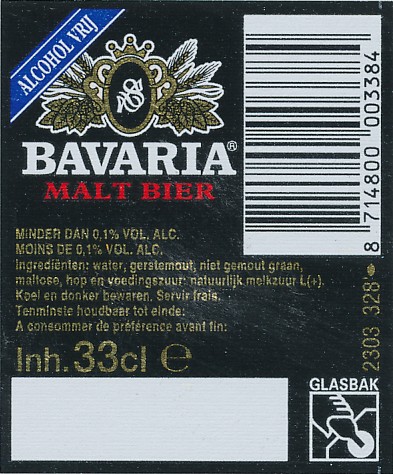 ALCOHOL VRIJ
BAVARIA®
MALT BIER
MINDER DAN 0,1% VOL. ALC.
MOINS DE 0,1% VOL. ALC.
Ingrediënten: water, gerstemout, niet gemout graan,
maltose, hop en voedingszuur: natuurlijk melkzuur L(+).
Koel en donker bewaren. Servir frais.
Tenminste houdbaar tot einde:
A consommer de préférence avant fin:
Inh. 33cl e
8 714800 003384
2303 328
GLASBAK